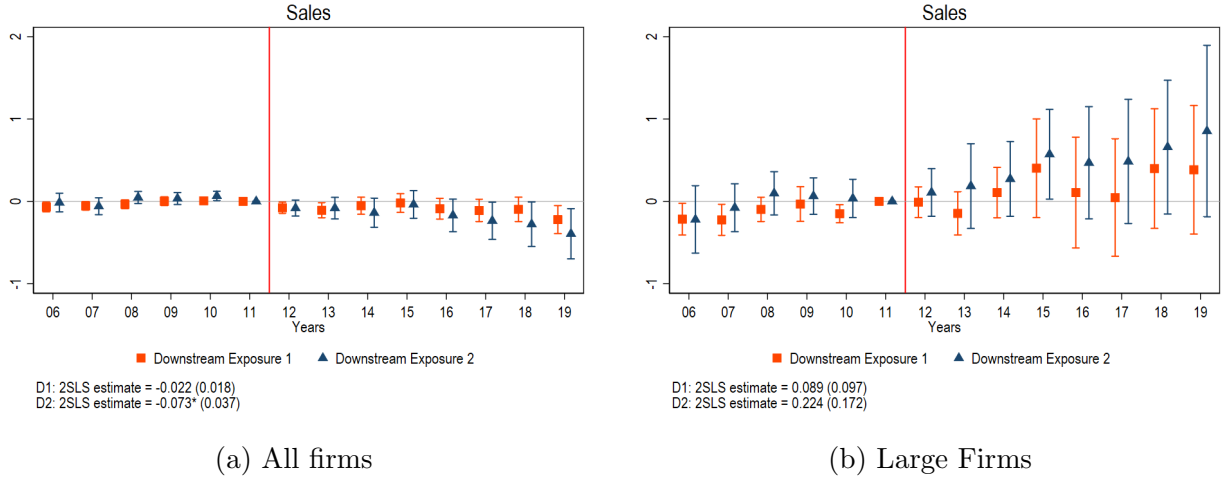 Sales
2
1
0
-1
06 07 08 09 10 11 12 13 14 15 16 17 18 19
Years
Downstream Exposure 1 Downstream Exposure 2
D1: 2SLS estimate = -0.022 (0.018)
D2: 2SLS estimate = -0.073* (0.037)
(a) All firms
Sales
2
1
0
-1
06 07 08 09 10 11 12 13 14 15 16 17 18 19
Years
Downstream Exposure 1 Downstream Exposure 2
D1: 2SLS estimate = 0.089 (0.097)
D2: 2SLS estimate = 0.224 (0.172)
(b) Large Firms